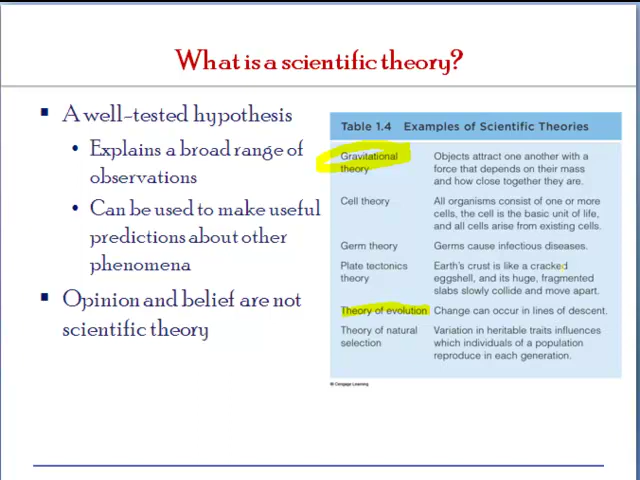 What is a scientific theory?
▪ A well-tested hypothesis
• Explains a broad range of
observations
• Can be used to make useful
predictions about other
phenomena
▪ Opinion and belief are not
scientific theory
Table 1.4 Examples of Scientific Theories
Gravitational Objects attract one another with a
theory force that depends on their mass
and how close together they are.
Cell theory All organisms consist of one or more
cells, the cell is the basic unit of life,
and all cells arise from existing cells.
Germ theory Germs cause infectious diseases.
Plate tectonics Earth's crust is like a cracked
theory eggshell, and its huge, fragmented
slabs slowly collide and move apart.
Theory of evolution Change can occur in lines of descent.
Theory of natural Variation in heritable traits influences
selection which individuals of a population
reproduce in each generation.
© Cengage Learning